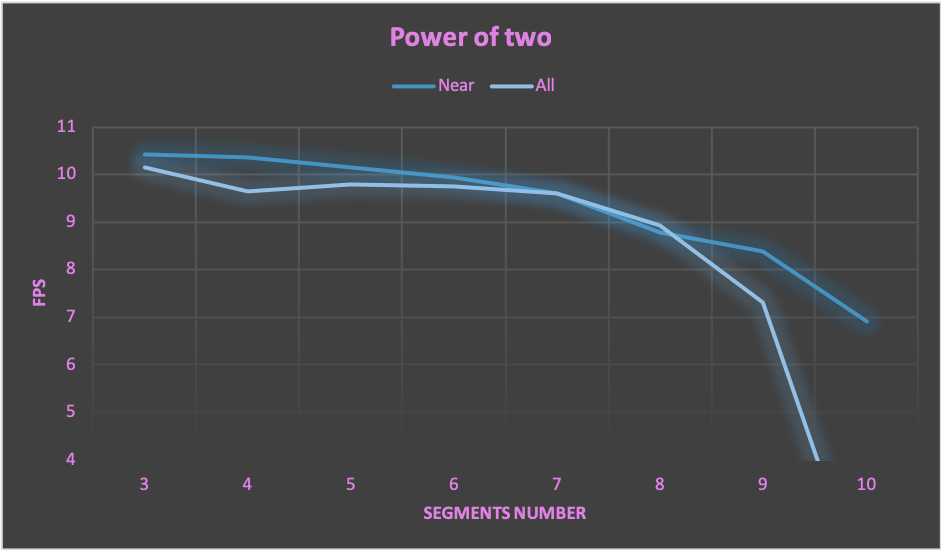 Power of two
Near All
11
10
9
8
7
6
5
4
FPS
3 4 5 6 7 8 9 10
SEGMENTS NUMBER